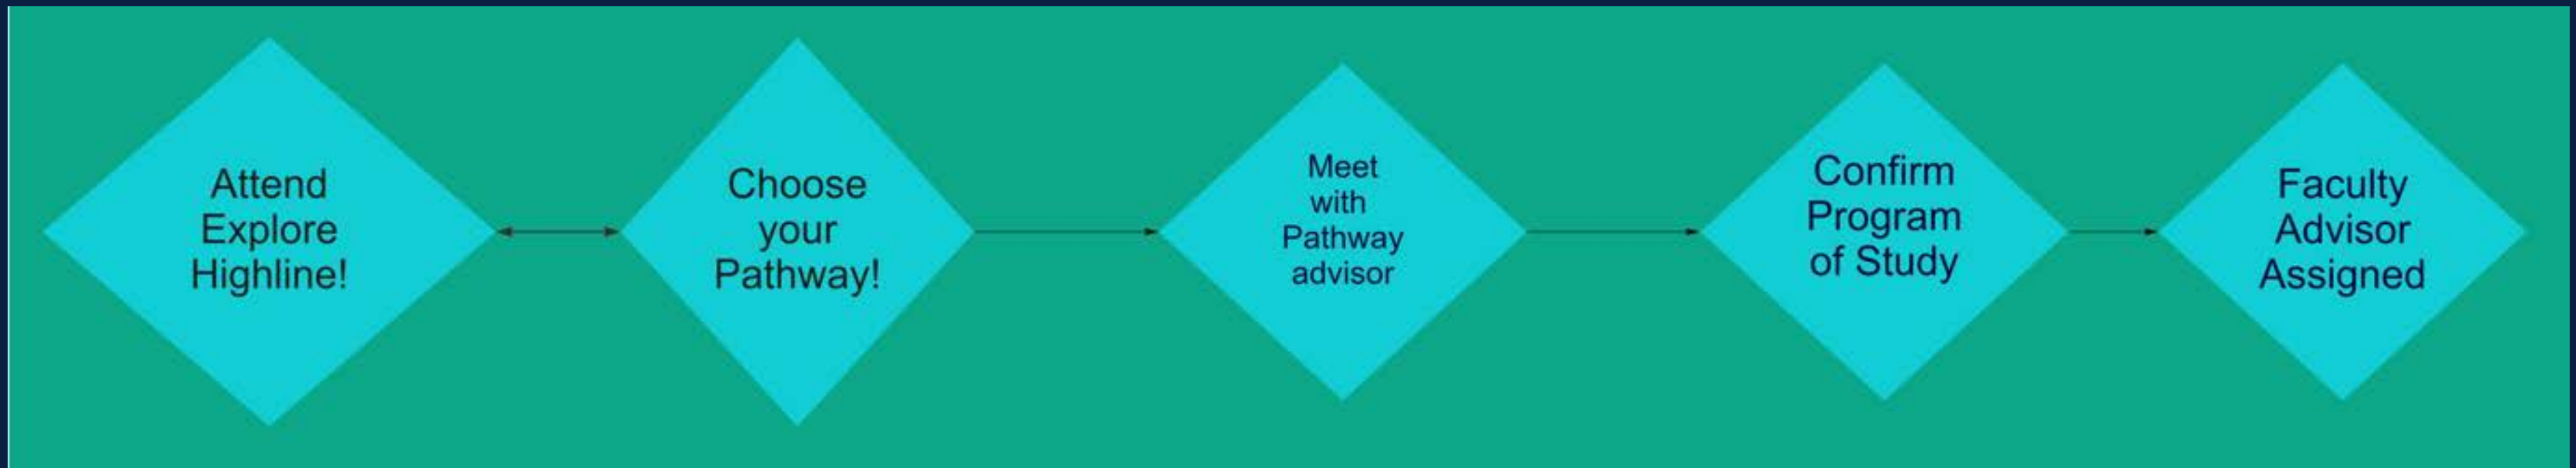 Attend
Explore
Highline!
Choose
your
Pathway!
Meet
with
Pathway
advisor
Confirm
Program
of Study
Faculty
Advisor
Assigned